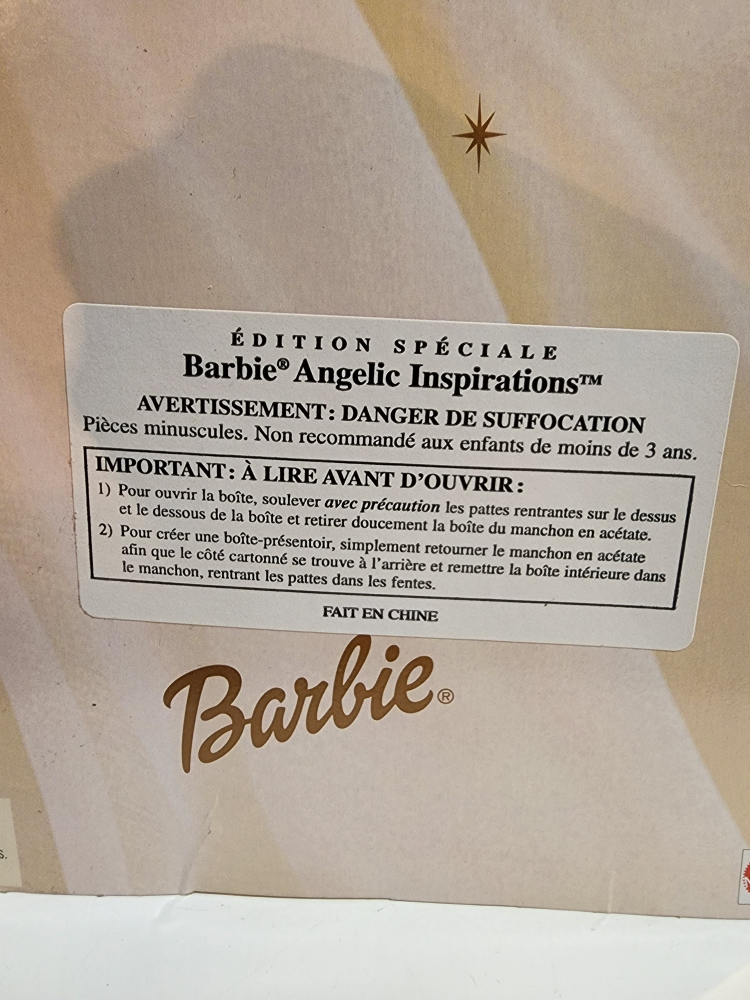 ÉDITION SPÉCIALE
Barbie® Angelic Inspirations™
AVERTISSEMENT: DANGER DE SUFFOCATION
Pièces minuscules. Non recommandé aux enfants de moins de 3 ans.
IMPORTANT: À LIRE AVANT D'OUVRIR:
1) Pour ouvrir la boîte, soulever avec précaution les pattes rentrantes sur le dessus
et le dessous de la boîte et retirer doucement la boîte du manchon en acétate.
2) Pour créer une boîte-présentoir, simplement retourner le manchon en acétate
afin que le côté cartonné se trouve à l'arrière et remettre la boîte intérieure dans
le manchon, rentrant les pattes dans les fentes.
FAIT EN CHINE
Barbie®
s.